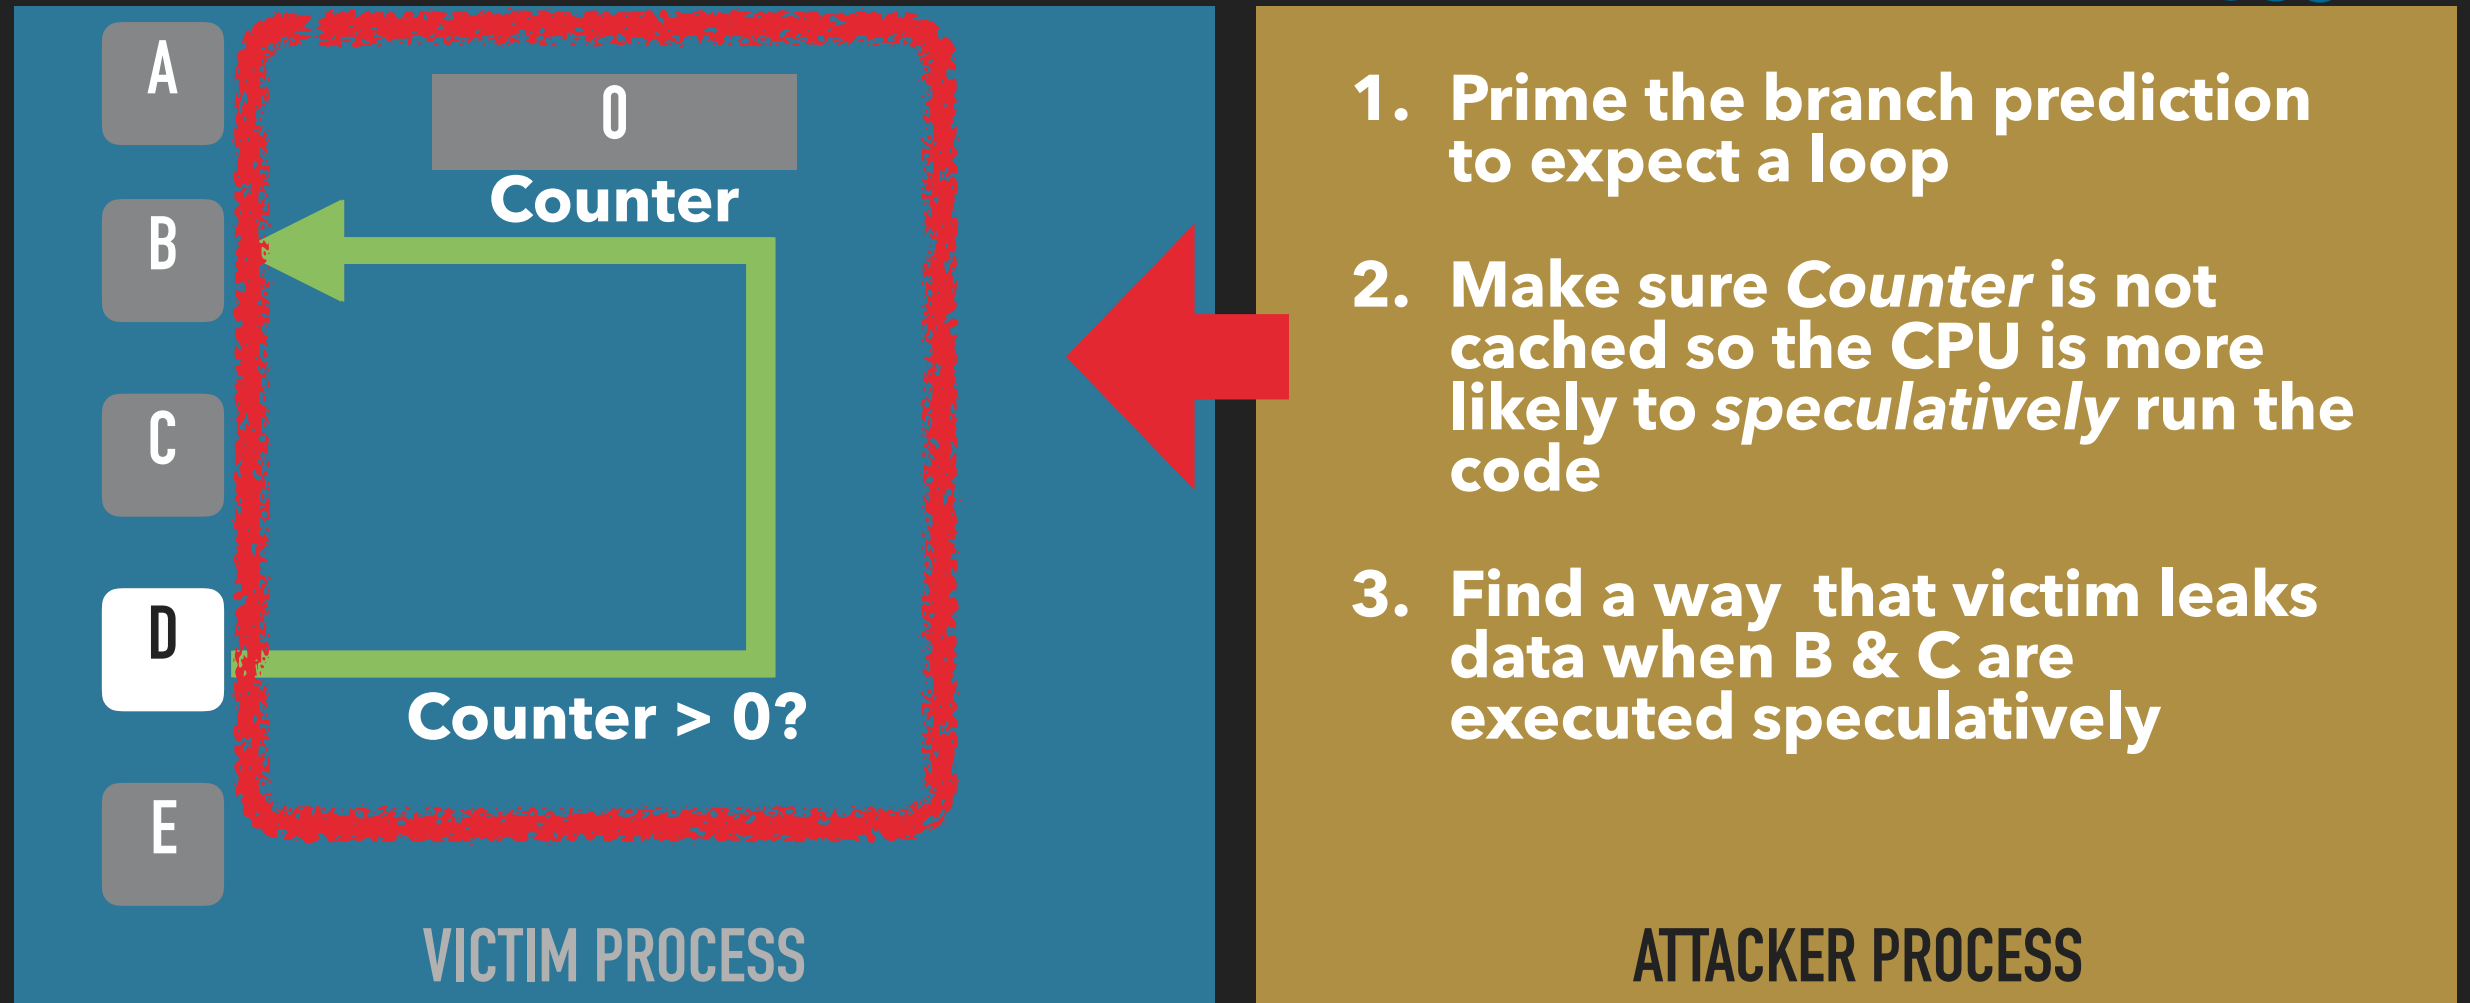 A
0
Counter
B
C
D
Counter > 0?
E
VICTIM PROCESS
1. Prime the branch prediction
to expect a loop
2. Make sure Counter is not
cached so the CPU is more
likely to speculatively run the
code
3. Find a way that victim leaks
data when B & C are
executed speculatively
ATTACKER PROCESS